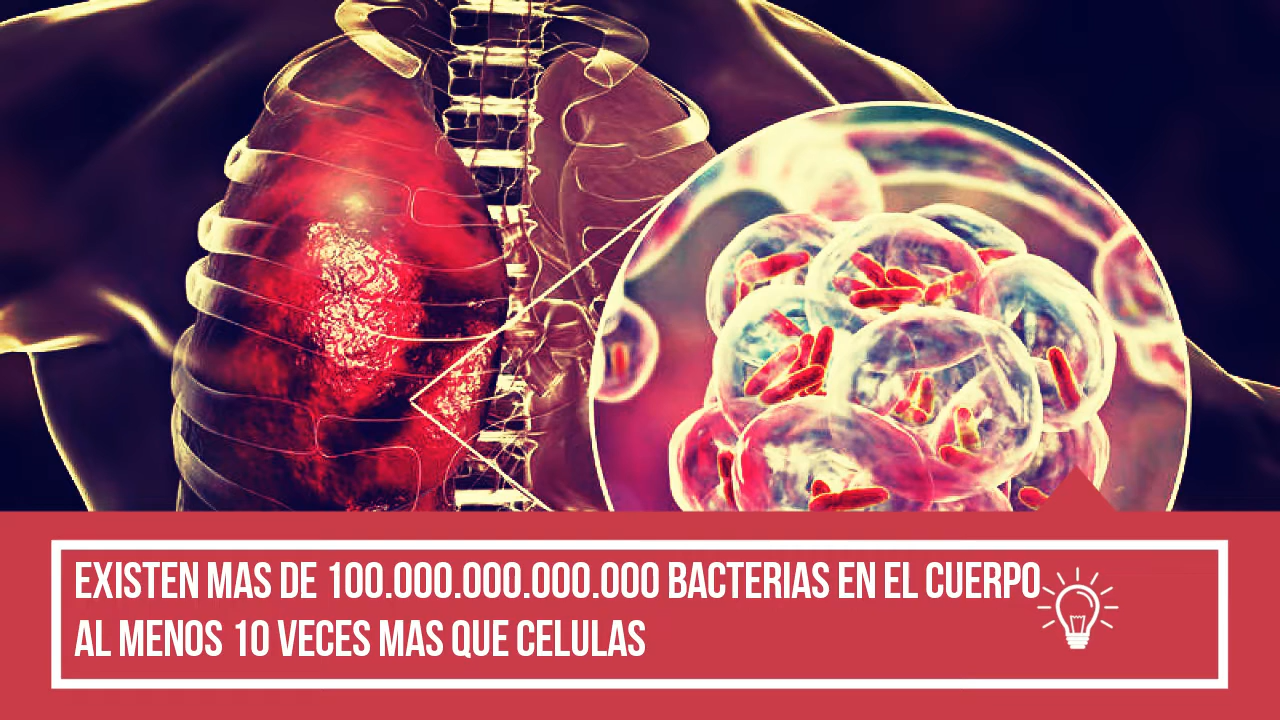 EXISTEN MAS DE 100.000.000.000.000 BACTERIAS EN EL CUERPO
AL MENOS 10 VECES MAS QUE CELULAS